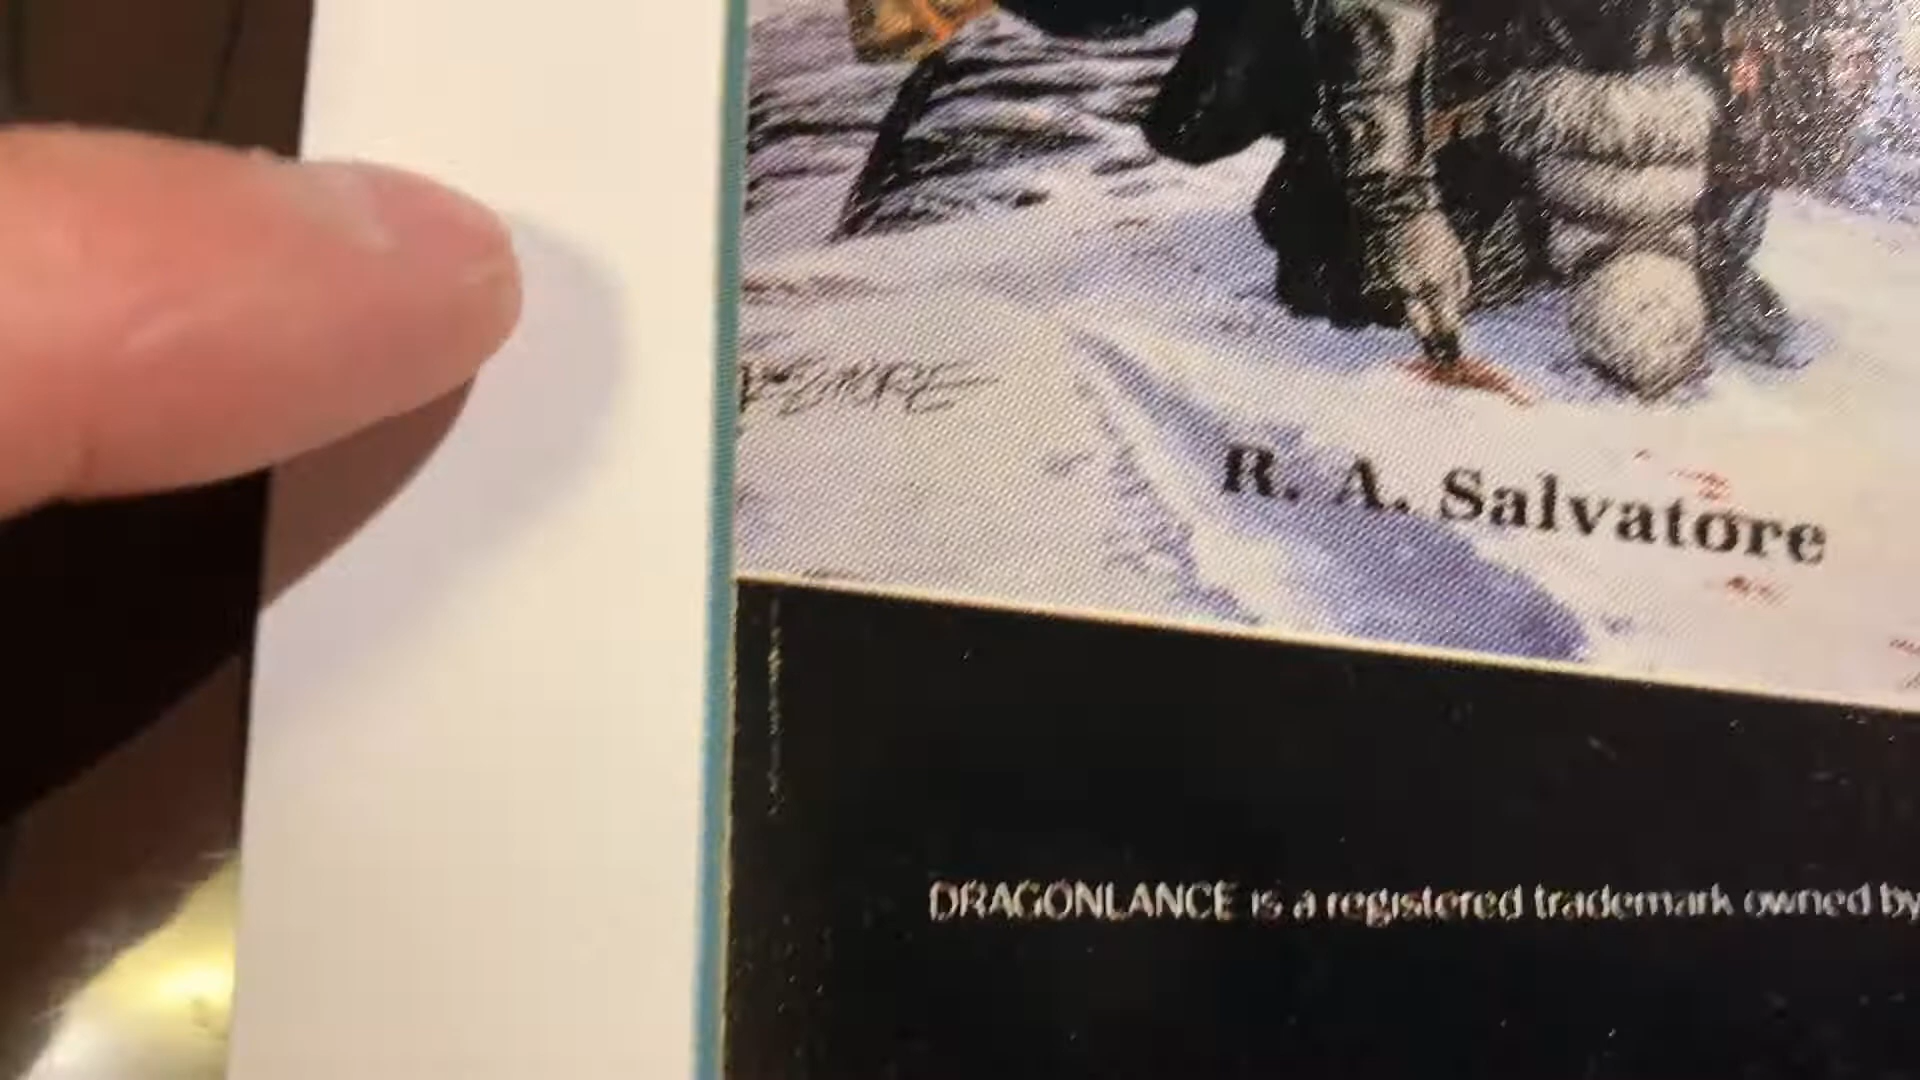 R. A. Salvatore
DRAGONLANCE is a registered trademark owned by